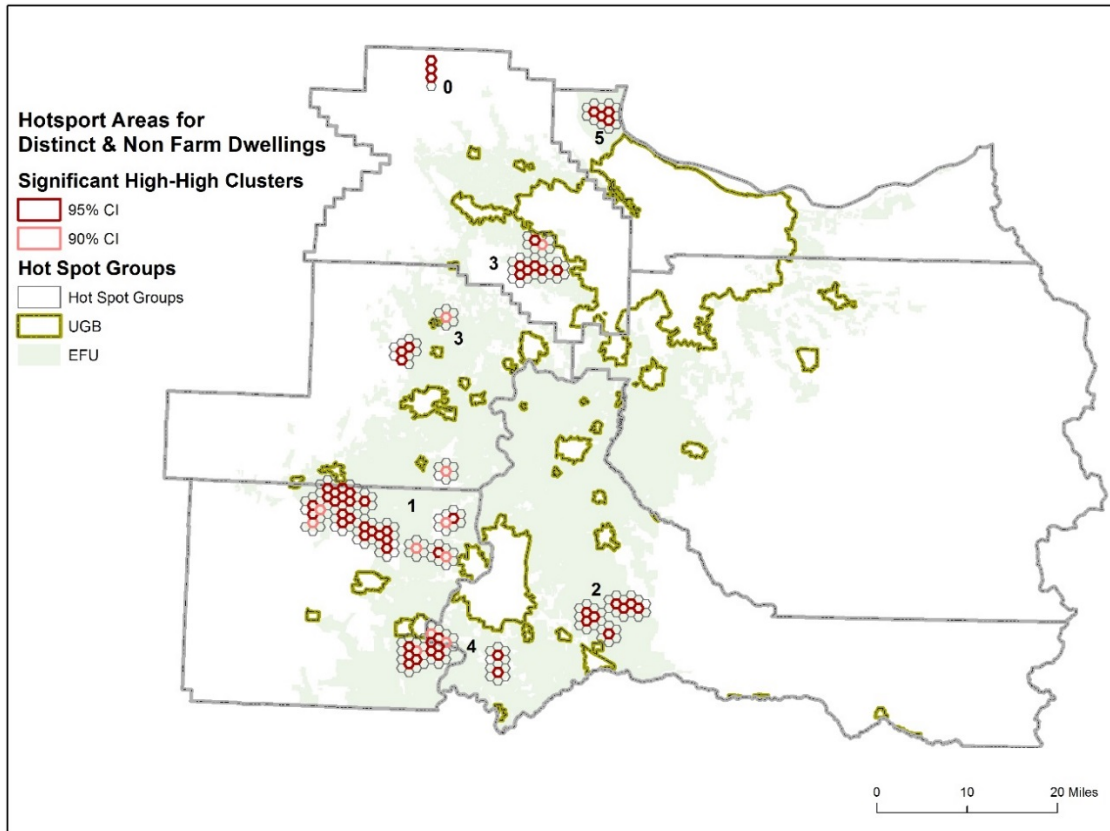 Hotsport Areas for
Distinct & Non Farm Dwellings
Significant High-High Clusters
95% CI
90% CI
Hot Spot Groups
Hot Spot Groups
UGB
EFU
0
5
3
3
1
2
4
0 10 20 Miles